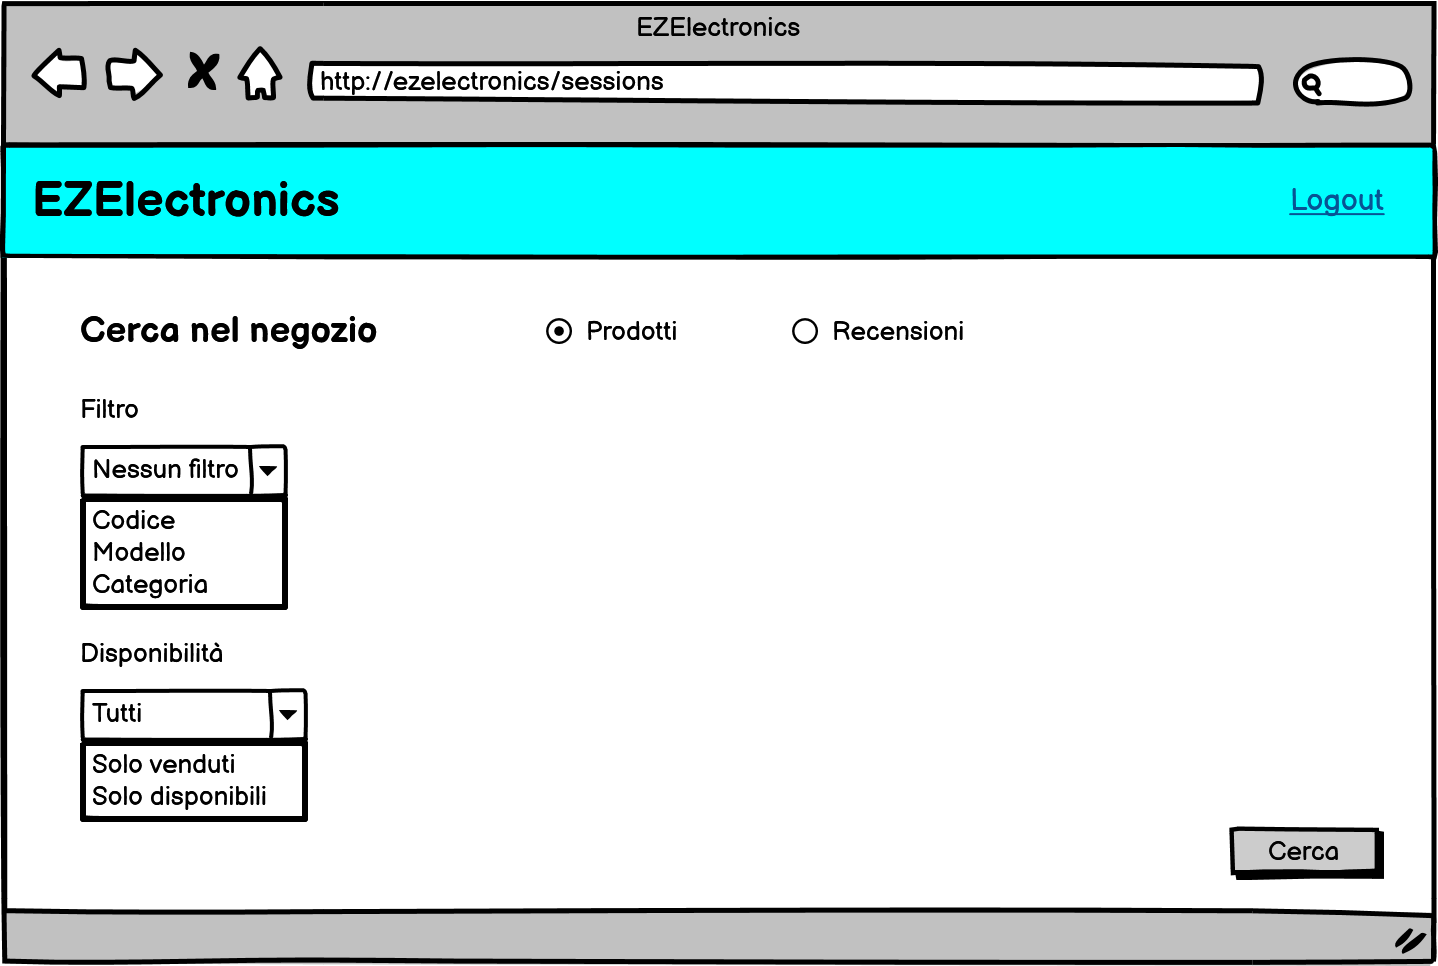 EZElectronics
http://ezelectronics/sessions
EZElectronics
Logout
Cerca nel negozio
Prodotti
Recensioni
Filtro
Nessun filtro
Codice
Modello
Categoria
Disponibilità
Tutti
Solo venduti
Solo disponibili
Cerca